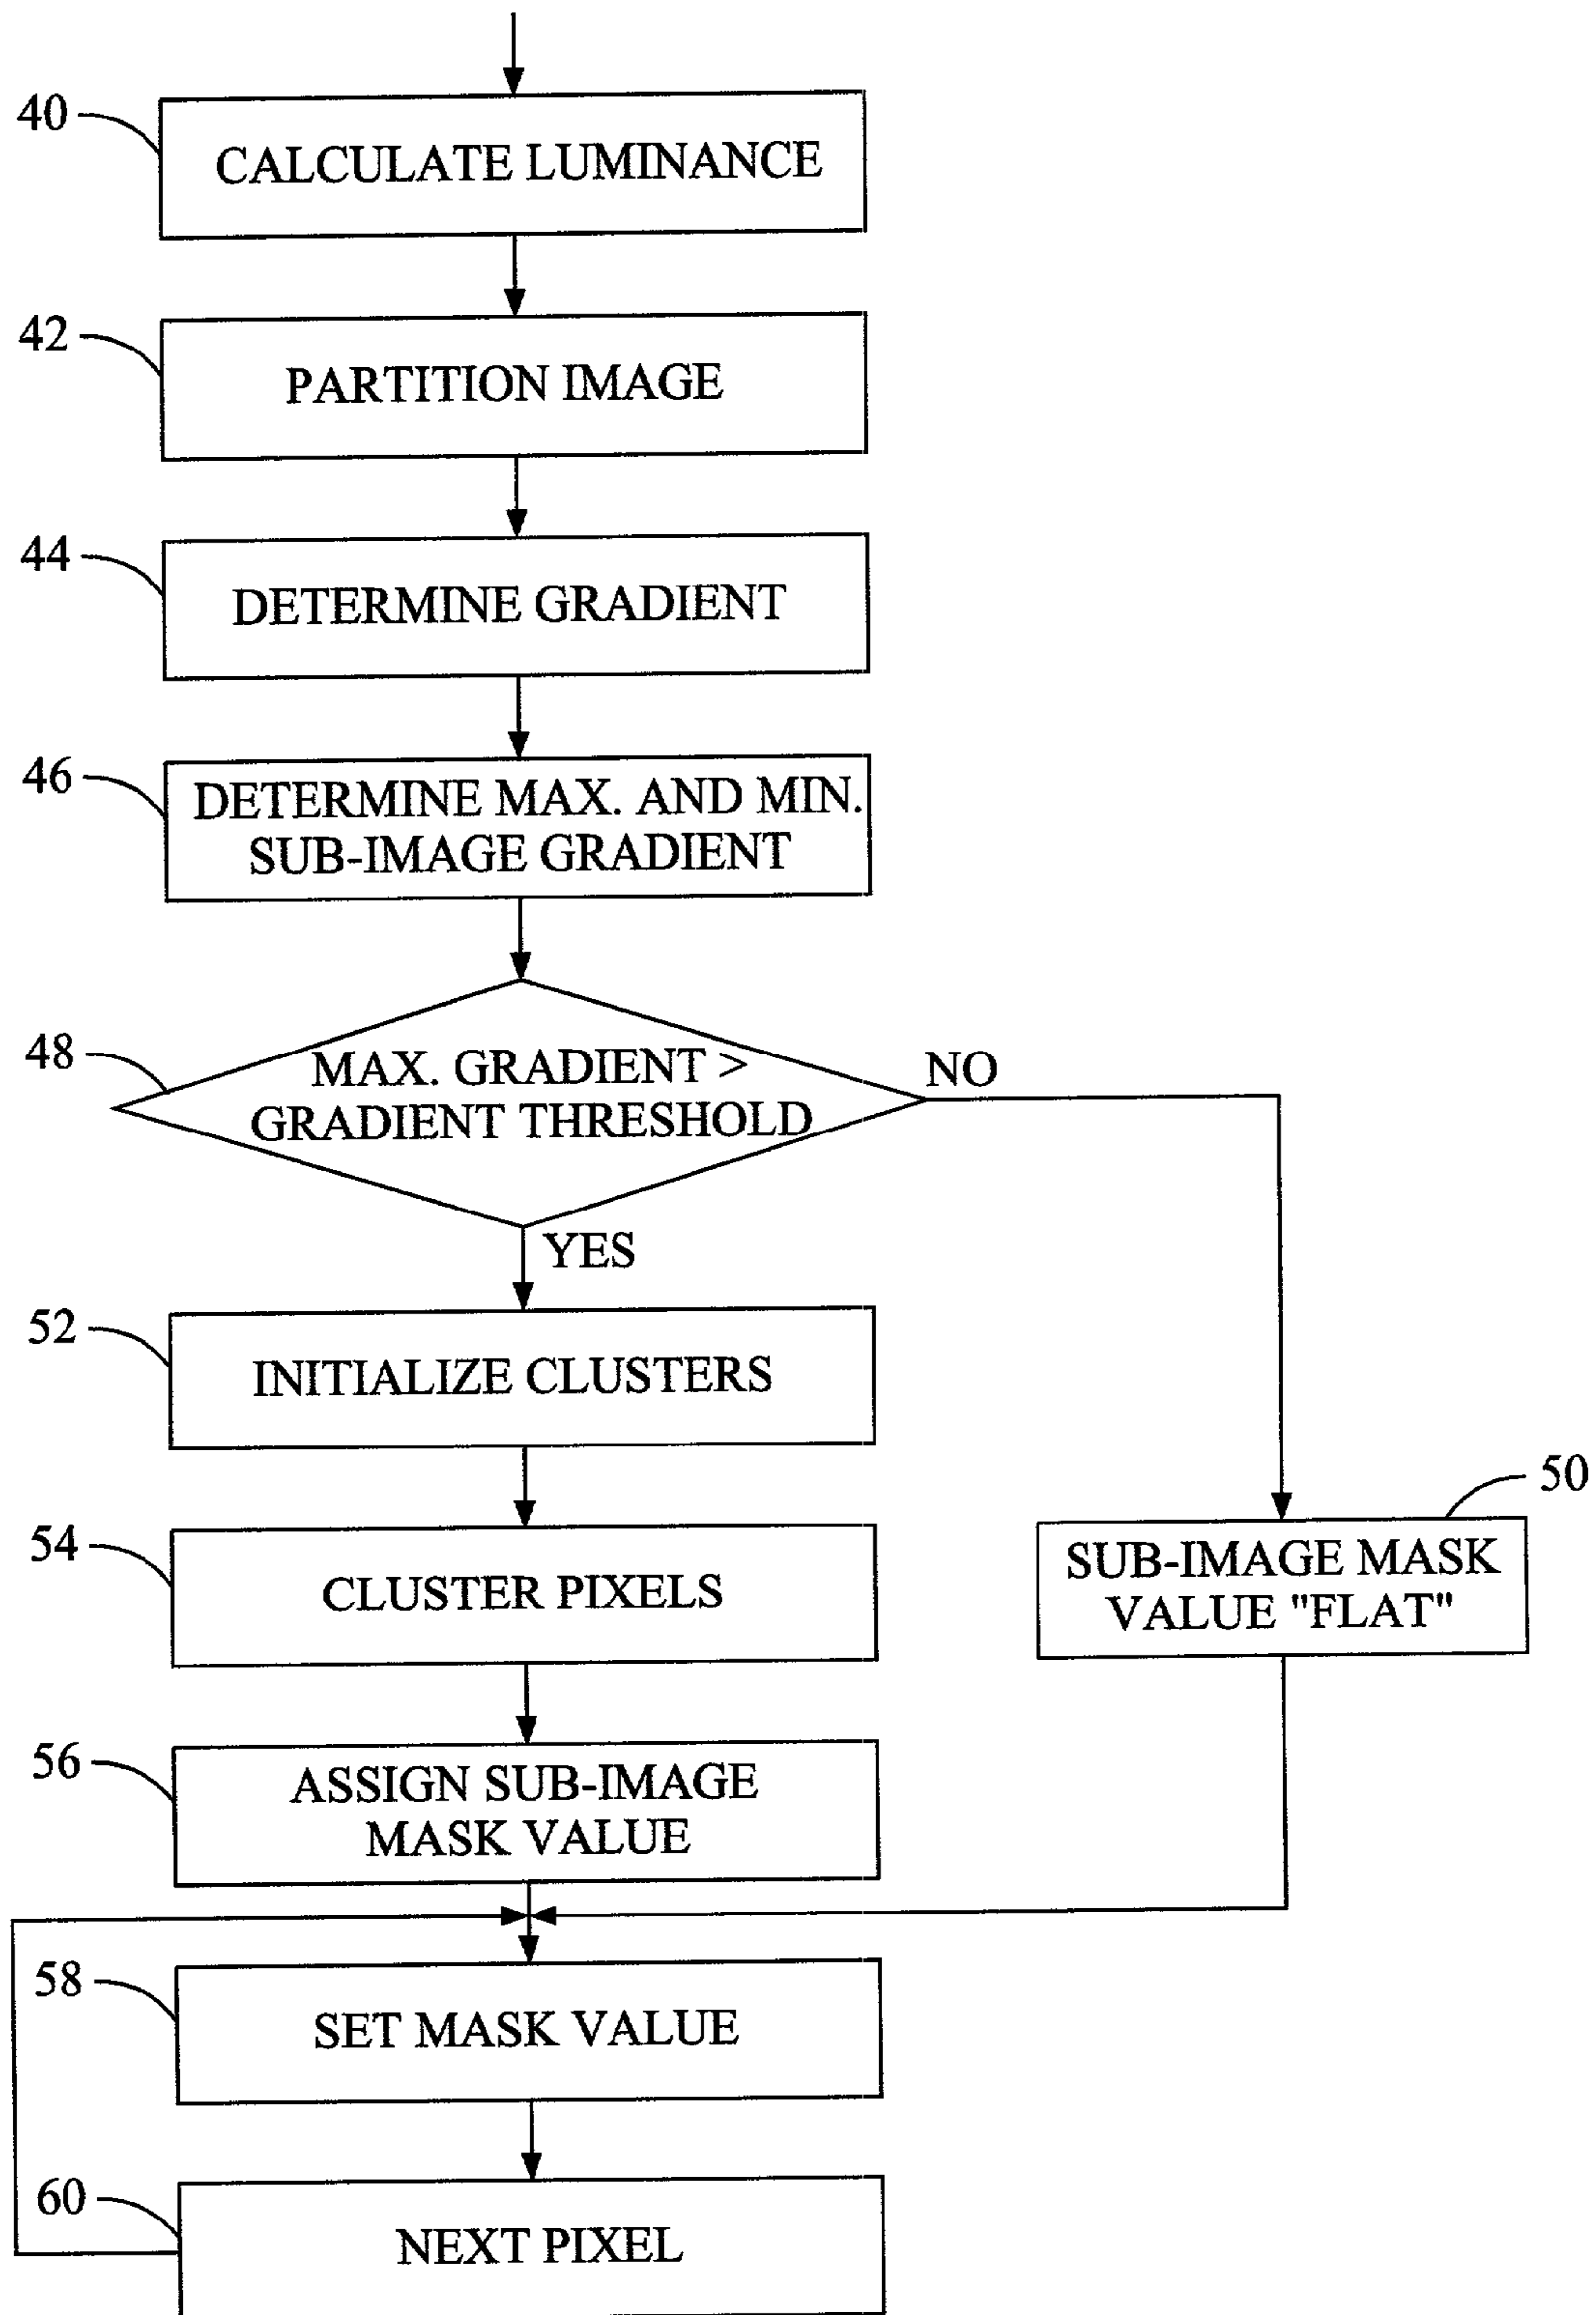 40
CALCULATE LUMINANCE
42
PARTITION IMAGE
44
DETERMINE GRADIENT
46
DETERMINE MAX. AND MIN.
SUB-IMAGE GRADIENT
48
MAX. GRADIENT >
GRADIENT THRESHOLD
NO
YES
52
INITIALIZE CLUSTERS
50
SUB-IMAGE MASK
VALUE "FLAT"
54
CLUSTER PIXELS
56
ASSIGN SUB-IMAGE
MASK VALUE
58
SET MASK VALUE
60
NEXT PIXEL